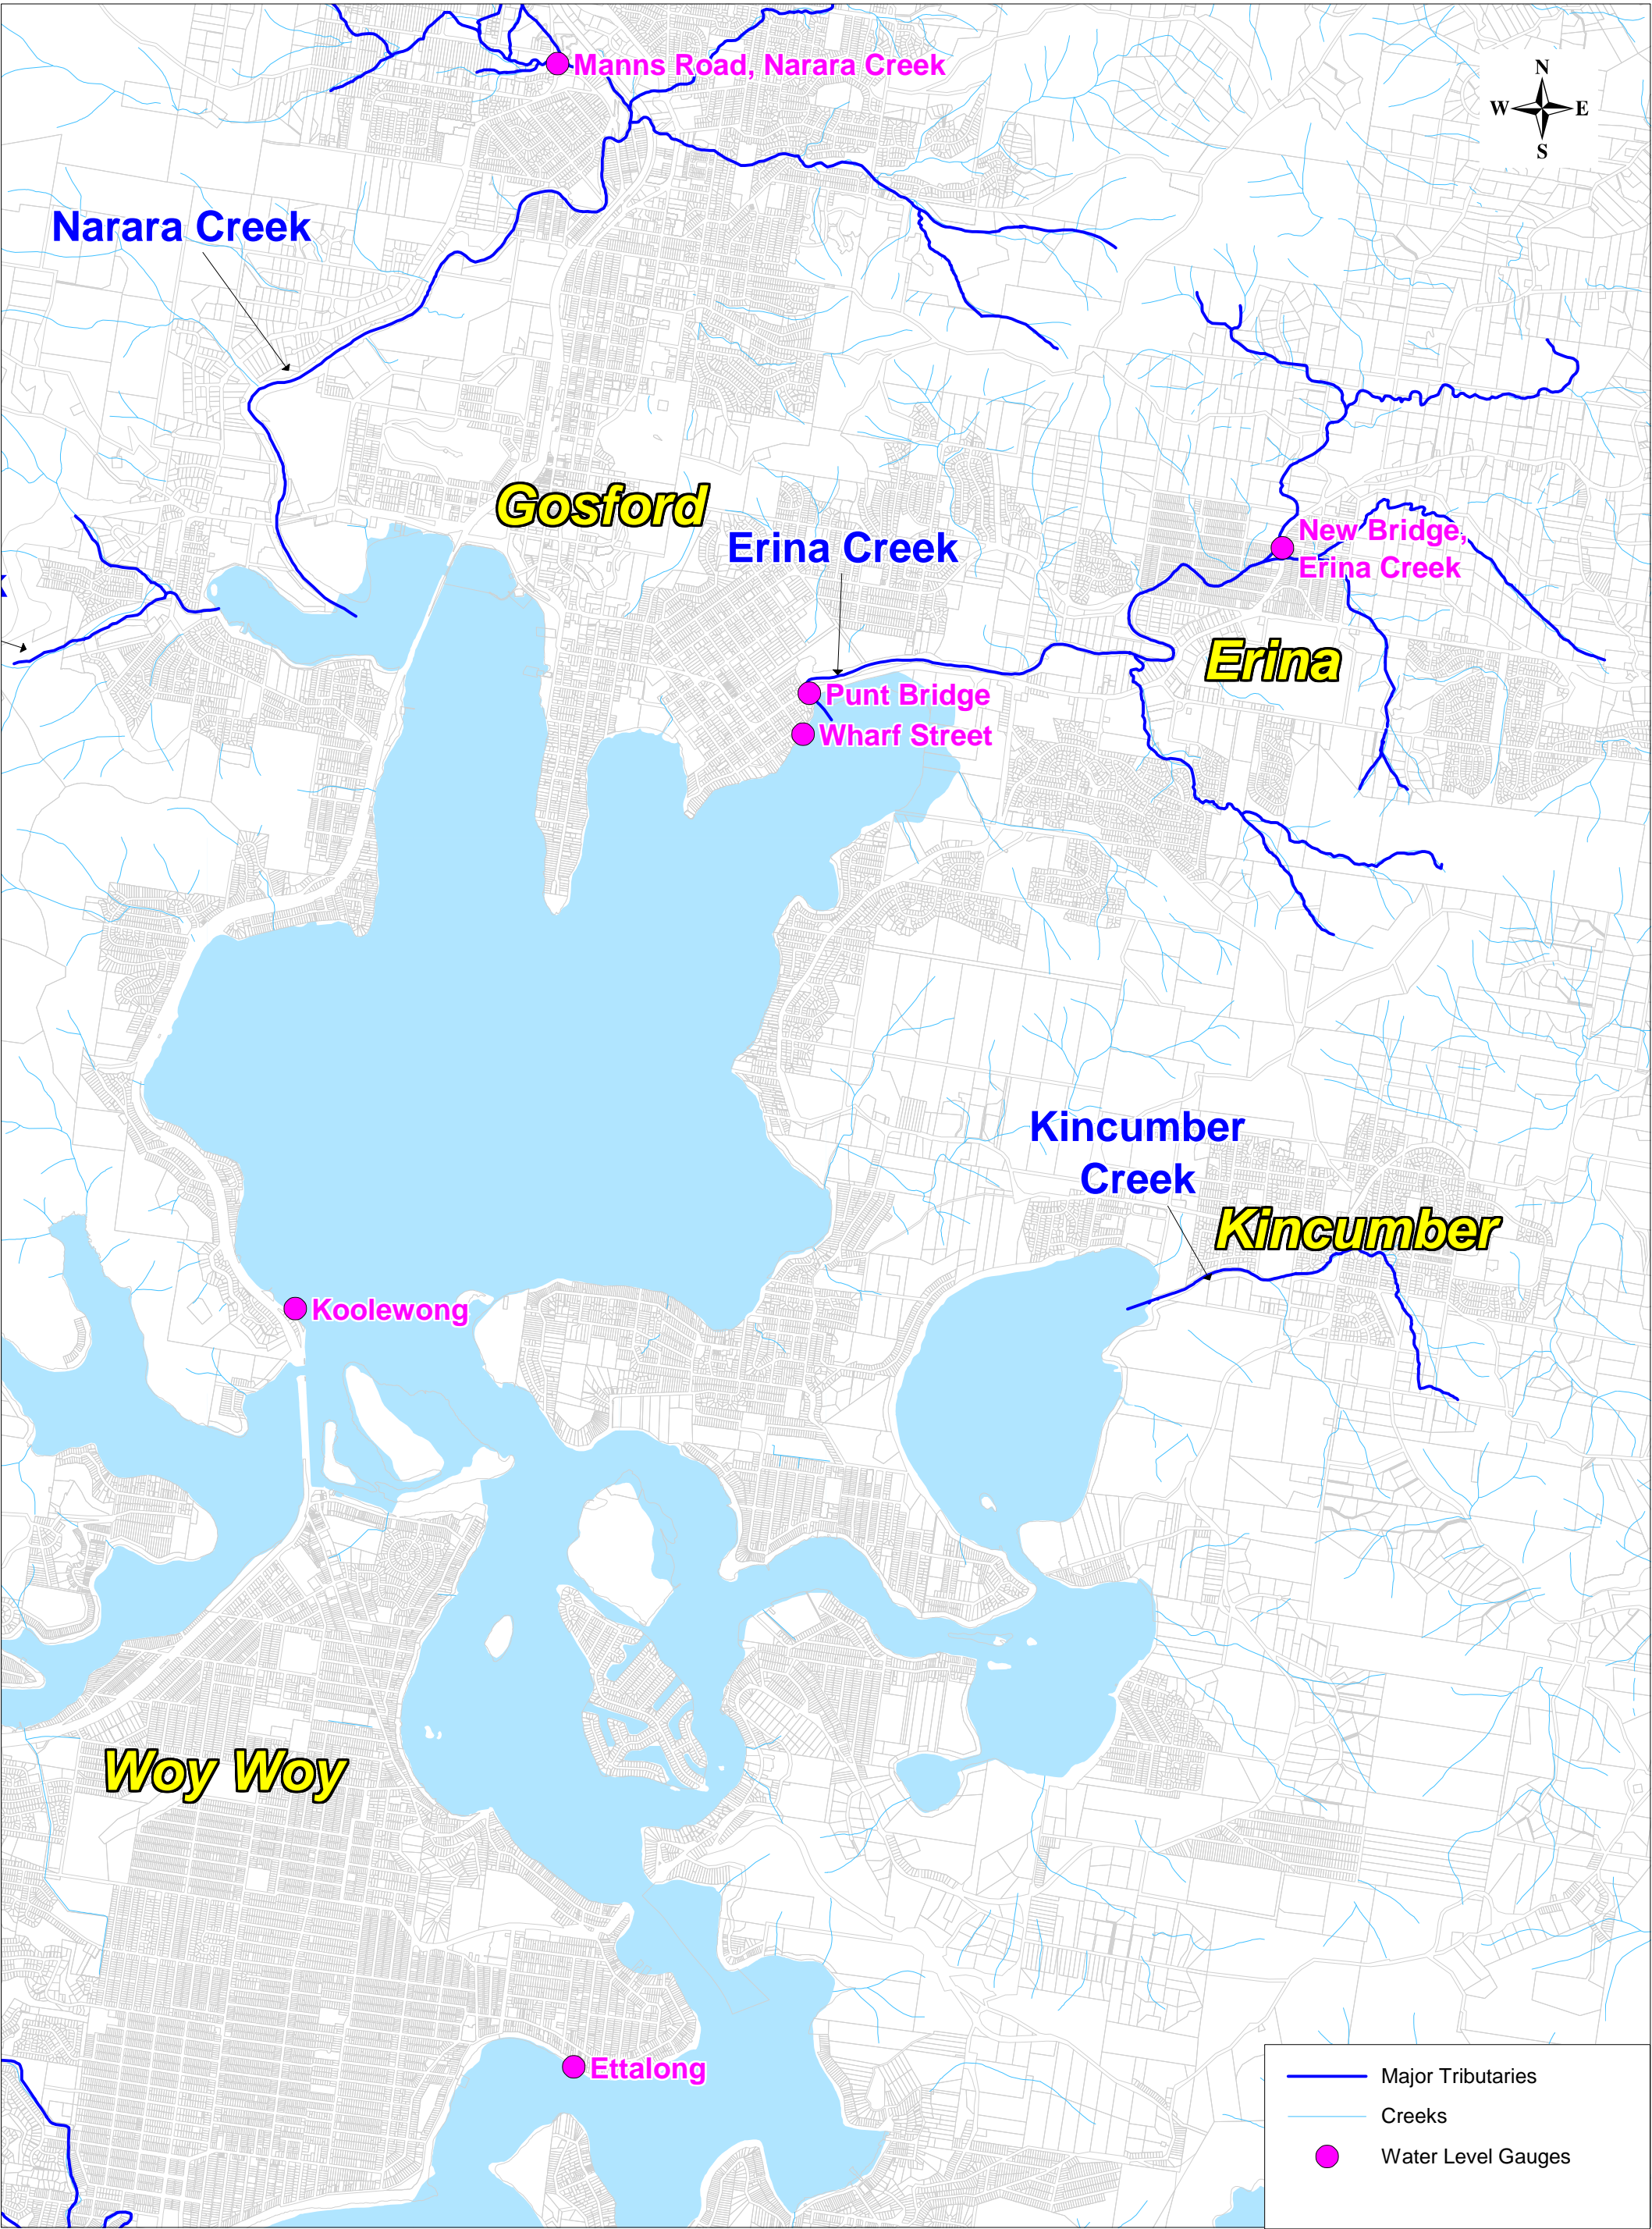 Manns Road, Narara Creek
N
W
E
S
Narara Creek
Gosford
Erina Creek
New Bridge,
Erina Creek
Erina
Punt Bridge
Wharf Street
Kincumber
Creek
Kincumber
Koolewong
Woy Woy
Ettalong
Major Tributaries
Creeks
Water Level Gauges